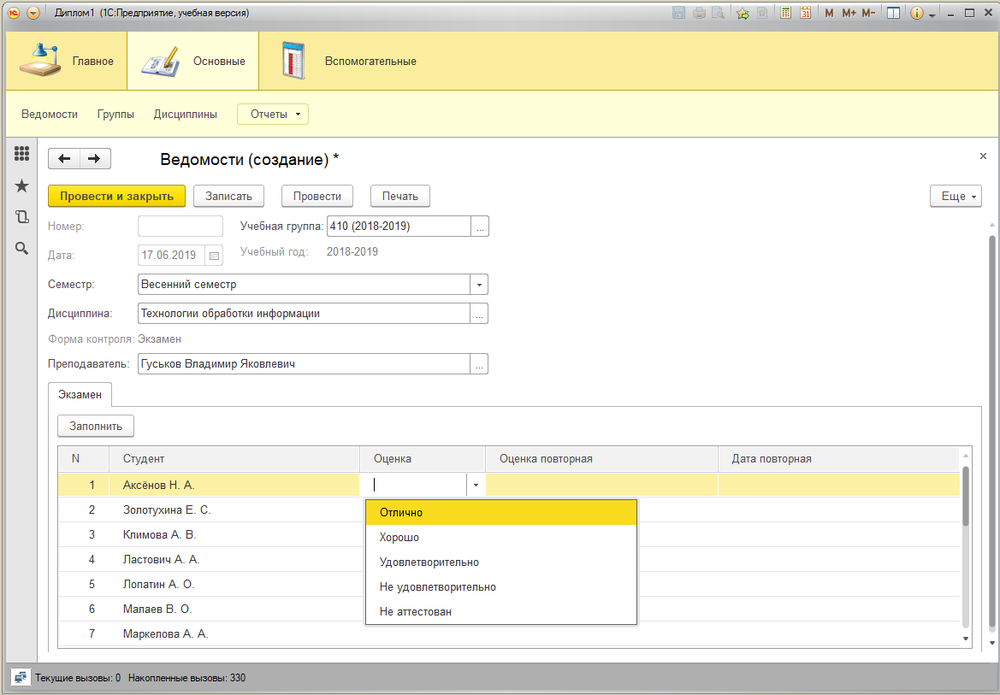 Диплом1 (1С:Предприятие, учебная версия)
31 M M+ M-
Главное Основные Вспомогательные
Ведомости Группы Дисциплины Отчеты
Ведомости (создание) *
Провести и закрыть Записать Провести Печать Еще
Номер: Учебная группа: 410 (2018-2019) ...
Дата: 17.06.2019 Учебный год: 2018-2019
Семестр: Весенний семестр
Дисциплина: Технологии обработки информации ...
Форма контроля: Экзамен
Преподаватель: Гуськов Владимир Яковлевич ...
Экзамен
Заполнить
N Студент Оценка Оценка повторная Дата повторная
1 Аксёнов Н. А.
2 Золотухина Е. С. Отлично
3 Климова А. В. Хорошо
4 Ластович А. А. Удовлетворительно
5 Лопатин А. О. Не удовлетворительно
6 Малаев В. О. Не аттестован
7 Маркелова А. А.
Текущие вызовы: 0 Накопленные вызовы: 330